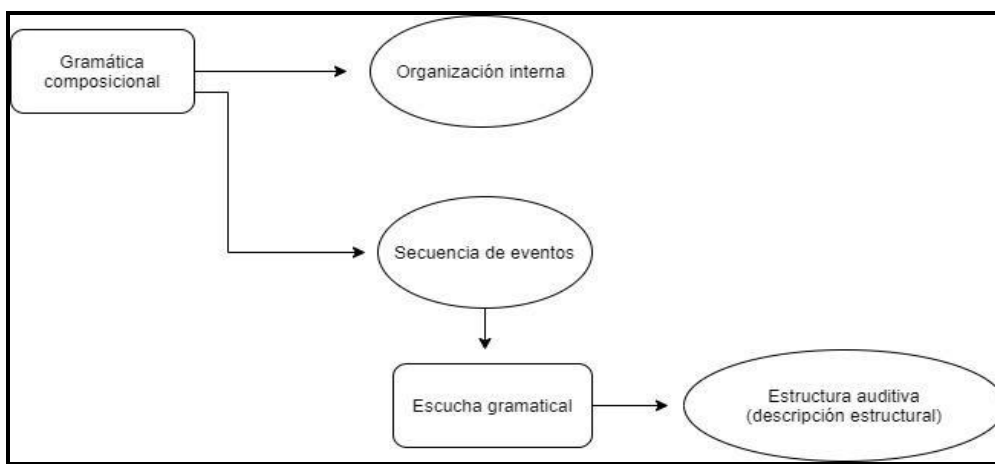 Gramática
composicional
Organización interna
Secuencia de eventos
Escucha gramatical
Estructura auditiva
(descripción estructural)